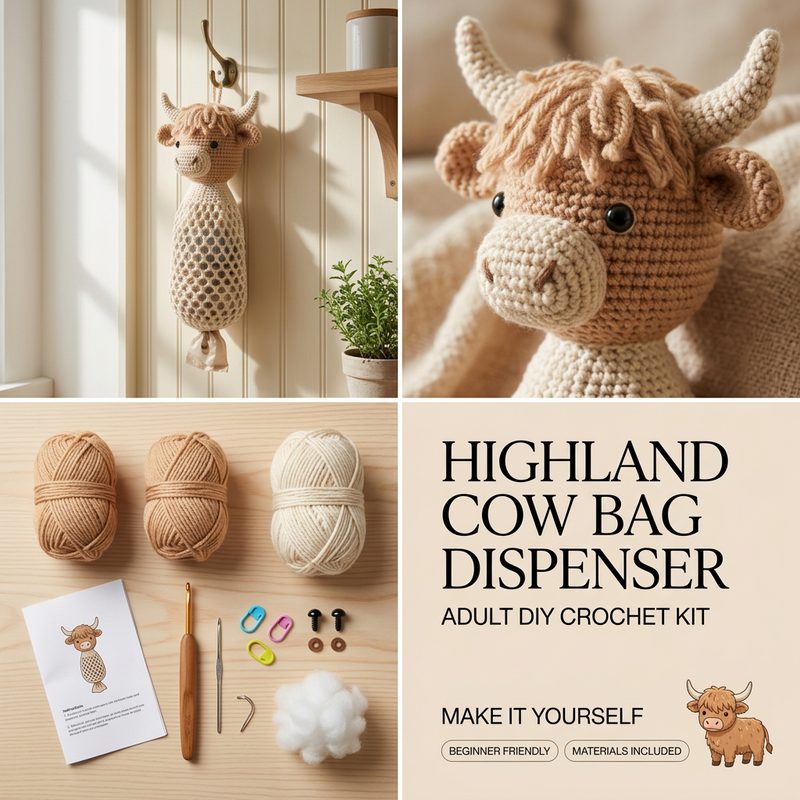 HIGHLAND
COW BAG
DISPENSER
ADULT DIY CROCHET KIT
MAKE IT YOURSELF
BEGINNER FRIENDLY
MATERIALS INCLUDED